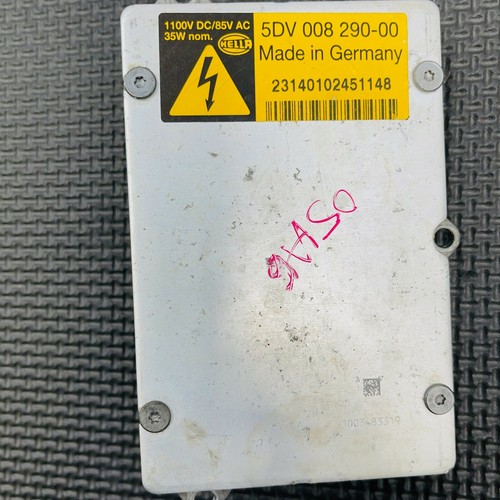 1100V DC/85V AC
35W nom.
HELLA
5DV 008 290-00
Made in Germany
23140102451148